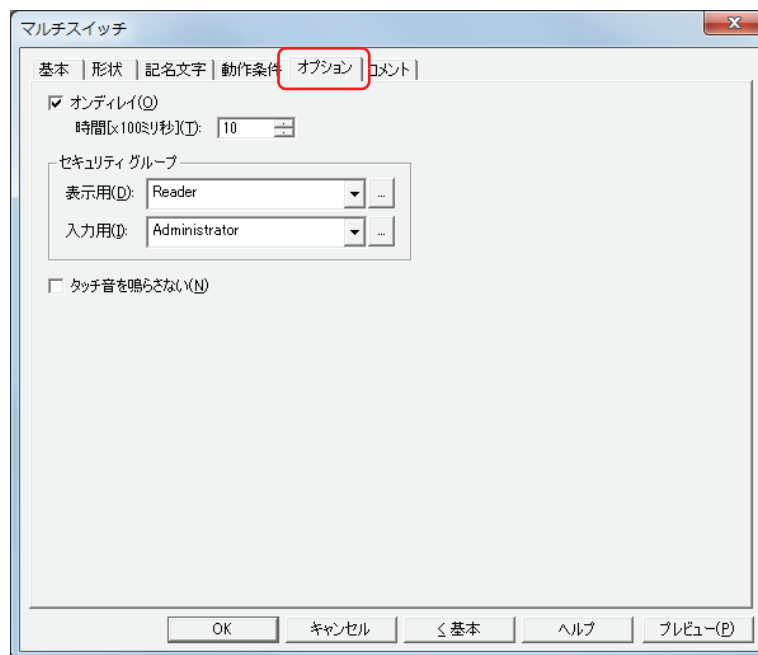 マルチスイッチ
基本 形状 記名文字 動作条件 オプション コメント
オンディレイ(O)
時間[x100ミリ秒](T): 10
セキュリティ グループ
表示用(D): Reader ...
入力用(I): Administrator ...
タッチ音を鳴らさない(N)
OK キャンセル < 基本 ヘルプ プレビュー(P)